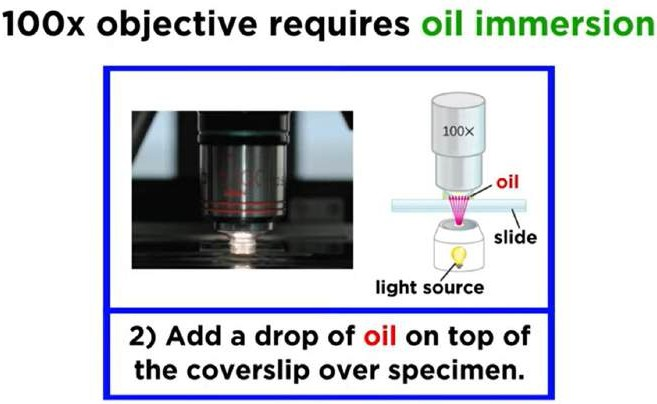 100x objective requires oil immersion
100X
oil
slide
light source
2) Add a drop of oil on top of
the coverslip over specimen.